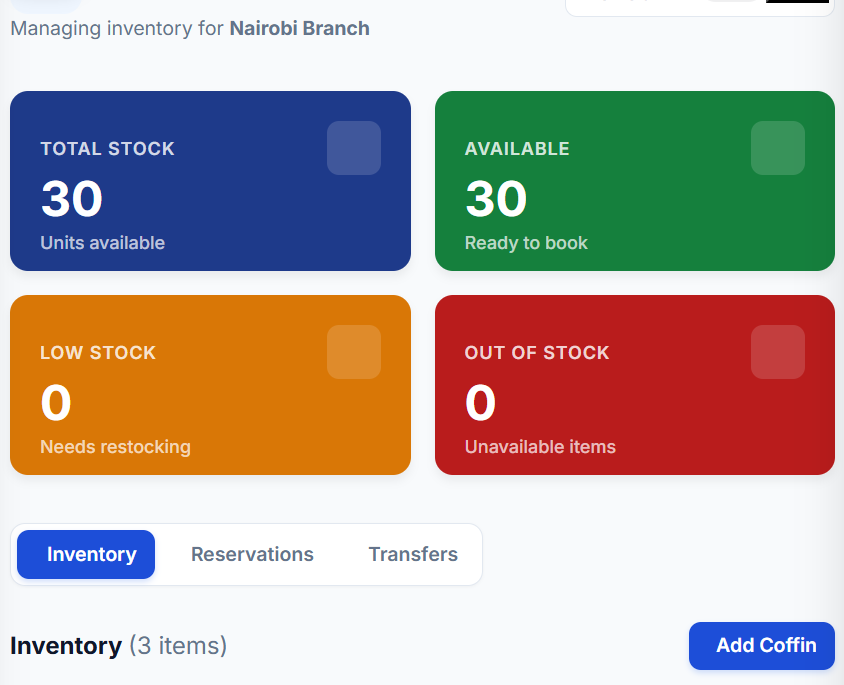 Managing inventory for Nairobi Branch
TOTAL STOCK
30
Units available
AVAILABLE
30
Ready to book
LOW STOCK
0
Needs restocking
OUT OF STOCK
0
Unavailable items
Inventory
Reservations
Transfers
Inventory (3 items)
Add Coffin